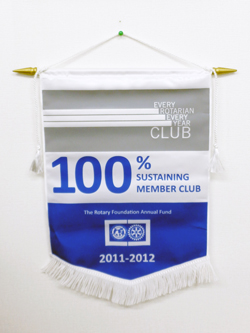 EVERY
ROTARIAN
EVERY
YEAR
CLUB
100%
SUSTAINING
MEMBER CLUB
The Rotary Foundation Annual Fund
2011-2012